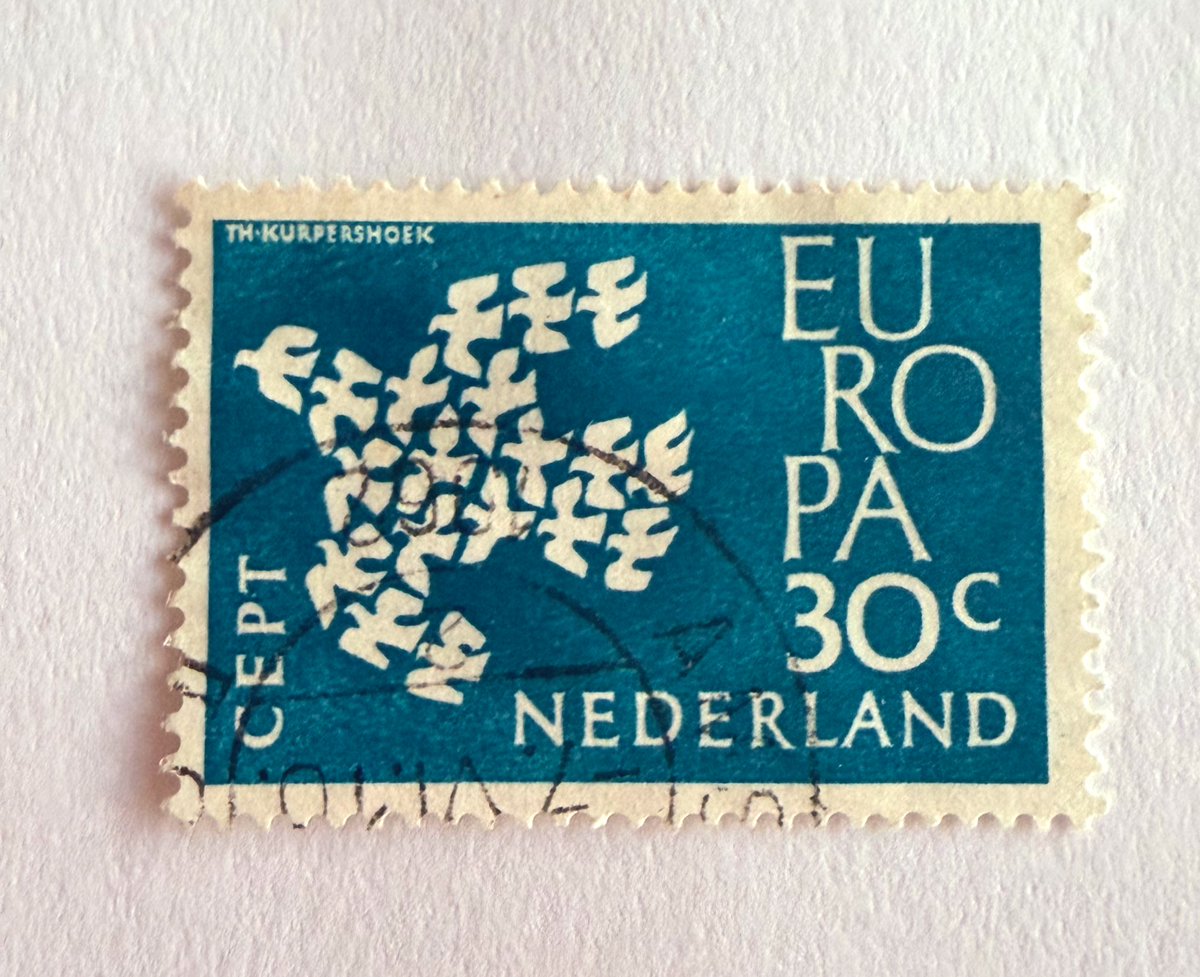 TH·KURPERSHOEK
EU
RO
PA
30C
CEPT
NEDERLAND